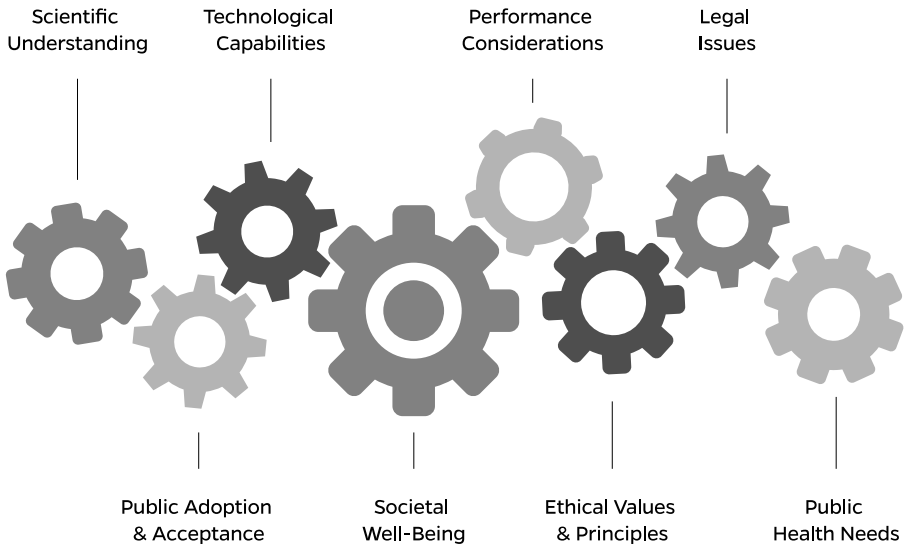 Scientific
Understanding
Technological
Capabilities
Performance
Considerations
Legal
Issues
Public Adoption
& Acceptance
Societal
Well-Being
Ethical Values
& Principles
Public
Health Needs